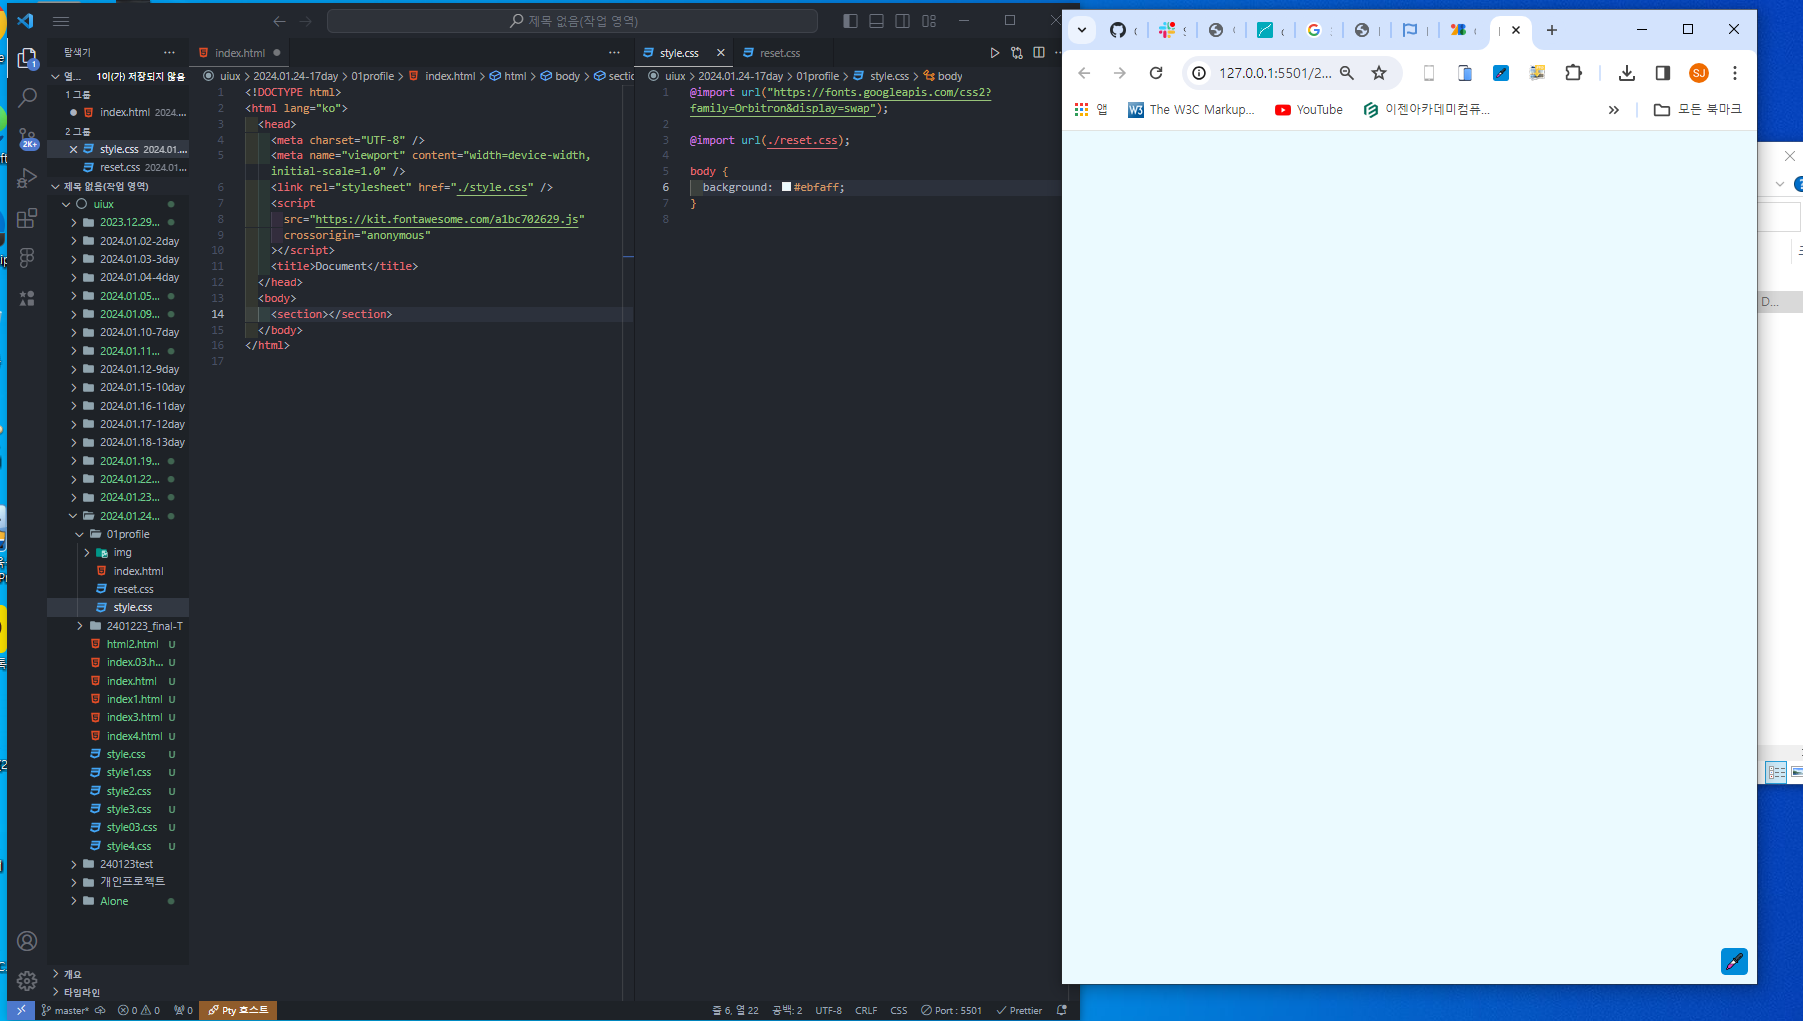 제목 없음(작업 영역)
탐색기
열...
1이(가) 저장되지 않음
1 그룹
index.html 2024....
2 그룹
style.css 2024.01....
reset.css 2024.01...
제목 없음(작업 영역)
uiux
2023.12.29...
2024.01.02-2day
2024.01.03-3day
2024.01.04-4day
2024.01.05...
2024.01.09...
2024.01.10-7day
2024.01.11...
2024.01.12-9day
2024.01.15-10day
2024.01.16-11day
2024.01.17-12day
2024.01.18-13day
2024.01.19...
2024.01.22...
2024.01.23...
2024.01.24...
01profile
img
index.html
reset.css
style.css
2401223_final-T
html2.html U
index.03.h... U
index.html U
index1.html U
index3.html U
index4.html U
style.css U
style1.css U
style2.css U
style3.css U
style03.css U
style4.css U
240123test
개인프로젝트
Alone
개요
타임라인
1
2K+
index.html
uiux > 2024.01.24-17day > 01profile > index.html > html > body > sectic
1 <!DOCTYPE html>
2 <html lang="ko">
3 <head>
4 <meta charset="UTF-8" />
5 <meta name="viewport" content="width=device-width,
initial-scale=1.0" />
6 <link rel="stylesheet" href="./style.css" />
7 <script
8 src="https://kit.fontawesome.com/a1bc702629.js"
9 crossorigin="anonymous"
10 ></script>
11 <title>Document</title>
12 </head>
13 <body>
14 <section></section>
15 </body>
16 </html>
17
style.css
reset.css
uiux > 2024.01.24-17day > 01profile > style.css > body
1 @import url("https://fonts.googleapis.com/css2?
family=Orbitron&display=swap");
2
3 @import url(./reset.css);
4
5 body {
6 background: #ebfaff;
7 }
8
master* 0 0 0 Pty 호스트
줄 6, 열 22 공백: 2 UTF-8 CRLF CSS Port : 5501 Prettier
127.0.0.1:5501/2...
SJ
앱
The W3C Markup...
YouTube
이젠아카데미컴퓨...
모든 북마크
D...